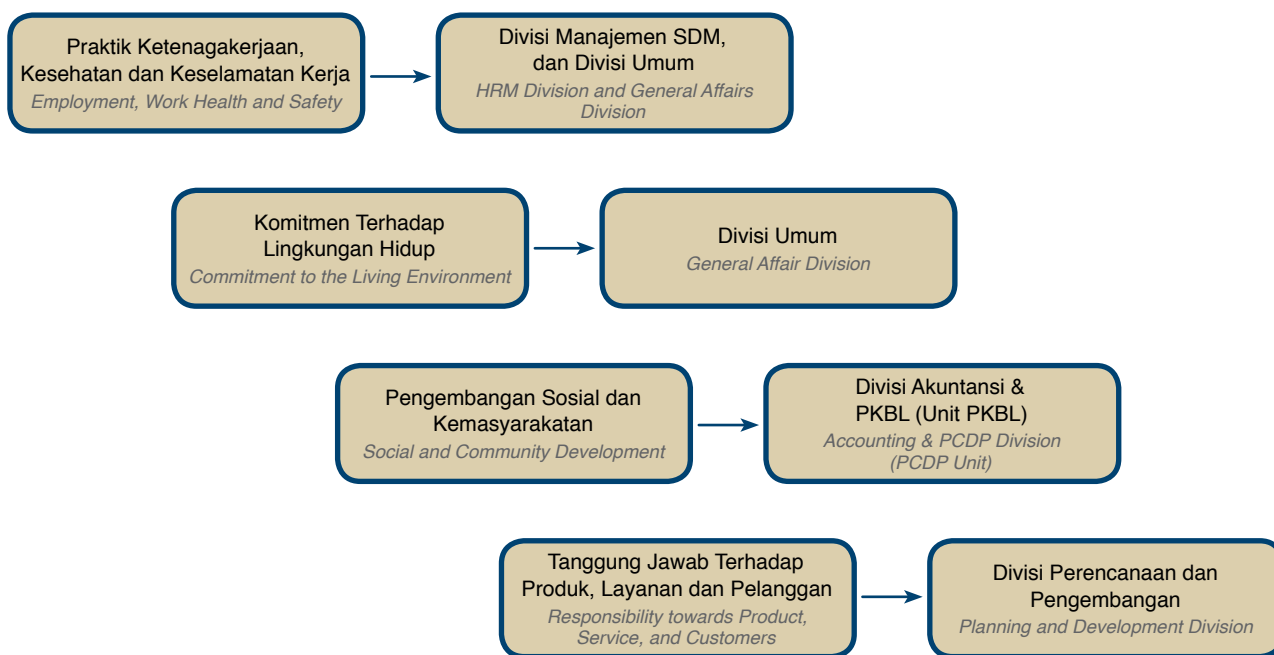 Praktik Ketenagakerjaan,
Kesehatan dan Keselamatan Kerja
Employment, Work Health and Safety
Divisi Manajemen SDM,
dan Divisi Umum
HRM Division and General Affairs
Division
Komitmen Terhadap
Lingkungan Hidup
Commitment to the Living Environment
Divisi Umum
General Affair Division
Pengembangan Sosial dan
Kemasyarakatan
Social and Community Development
Divisi Akuntansi &
PKBL (Unit PKBL)
Accounting & PCDP Division
(PCDP Unit)
Tanggung Jawab Terhadap
Produk, Layanan dan Pelanggan
Responsibility towards Product,
Service, and Customers
Divisi Perencanaan dan
Pengembangan
Planning and Development Division